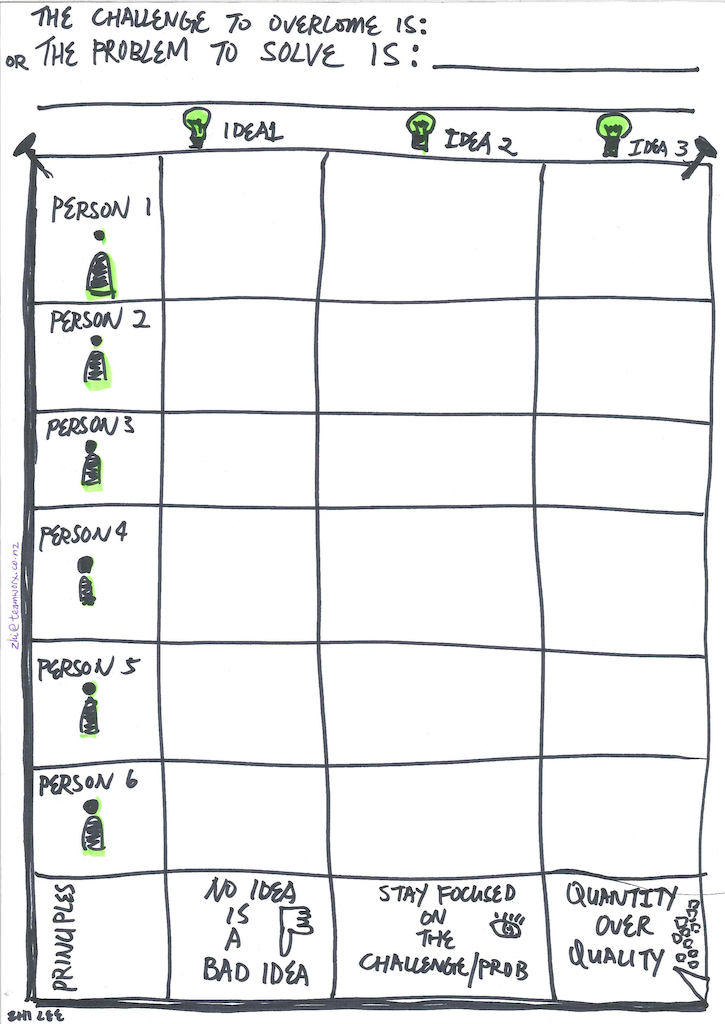 THE CHALLENGE TO OVERCOME IS:
OR THE PROBLEM TO SOLVE IS:
IDEA1
IDEA 2
IDEA 3
PERSON 1
PERSON 2
PERSON 3
PERSON 4
PERSON 5
PERSON 6
zhi@teamworx.co.nz
PRINCIPLES
NO IDEA
IS
A
BAD IDEA
STAY FOCUSED
ON
THE
CHALLENGE/PROB
QUANTITY
OVER
QUALITY
ZHI LEE